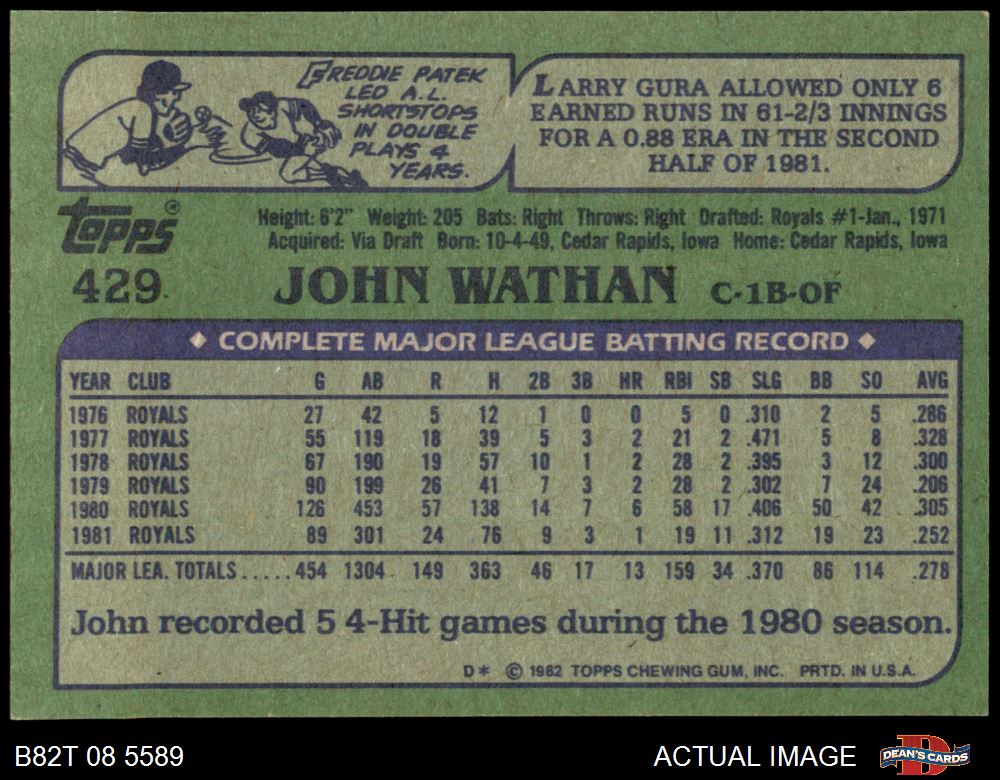 FREDDIE PATEK
LED A.L.
SHORTSTOPS
IN DOUBLE
PLAYS 4
YEARS.
LARRY GURA ALLOWED ONLY 6
EARNED RUNS IN 61-2/3 INNINGS
FOR A 0.88 ERA IN THE SECOND
HALF OF 1981.
Topps®
429
Height: 6'2" Weight: 205 Bats: Right Throws: Right Drafted: Royals #1-Jan., 1971
Acquired: Via Draft Born: 10-4-49, Cedar Rapids, Iowa Home: Cedar Rapids, Iowa
JOHN WATHAN C-1B-OF
◆ COMPLETE MAJOR LEAGUE BATTING RECORD ◆
YEAR CLUB G AB R H 2B 3B HR RBI SB SLG BB SO AVG
1976 ROYALS 27 42 5 12 1 0 0 5 0 .310 2 5 .286
1977 ROYALS 55 119 18 39 5 3 2 21 2 .471 5 8 .328
1978 ROYALS 67 190 19 57 10 1 2 28 2 .395 3 12 .300
1979 ROYALS 90 199 26 41 7 3 2 28 2 .302 7 24 .206
1980 ROYALS 126 453 57 138 14 7 6 58 17 .406 50 42 .305
1981 ROYALS 89 301 24 76 9 3 1 19 11 .312 19 23 .252
MAJOR LEA. TOTALS.....454 1304 149 363 46 17 13 159 34 .370 86 114 .278
John recorded 5 4-Hit games during the 1980 season.
D* © 1982 TOPPS CHEWING GUM, INC. PRTD. IN U.S.A.
B82T 08 5589
ACTUAL IMAGE
DEAN'S CARDS